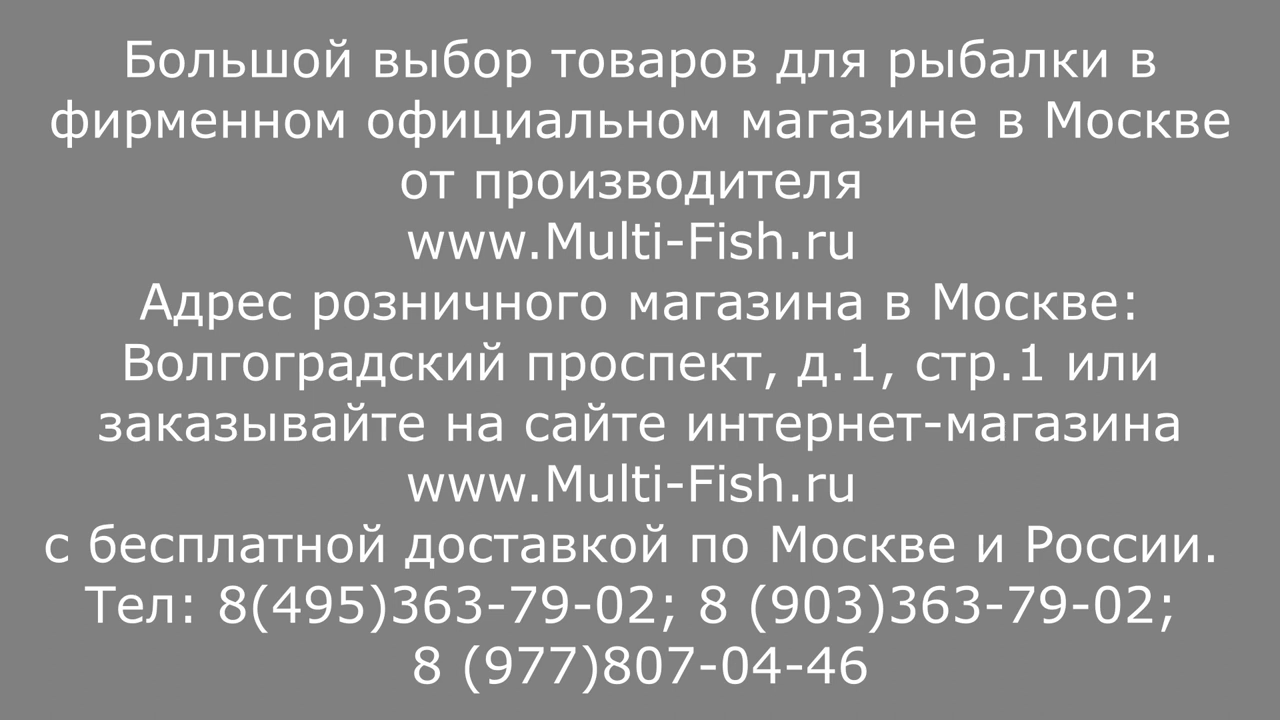 Большой выбор товаров для рыбалки в
фирменном официальном магазине в Москве
от производителя
www.Multi-Fish.ru
Адрес розничного магазина в Москве:
Волгоградский проспект, д.1, стр.1 или
заказывайте на сайте интернет-магазина
www.Multi-Fish.ru
с бесплатной доставкой по Москве и России.
Тел: 8(495)363-79-02; 8 (903)363-79-02;
8 (977)807-04-46